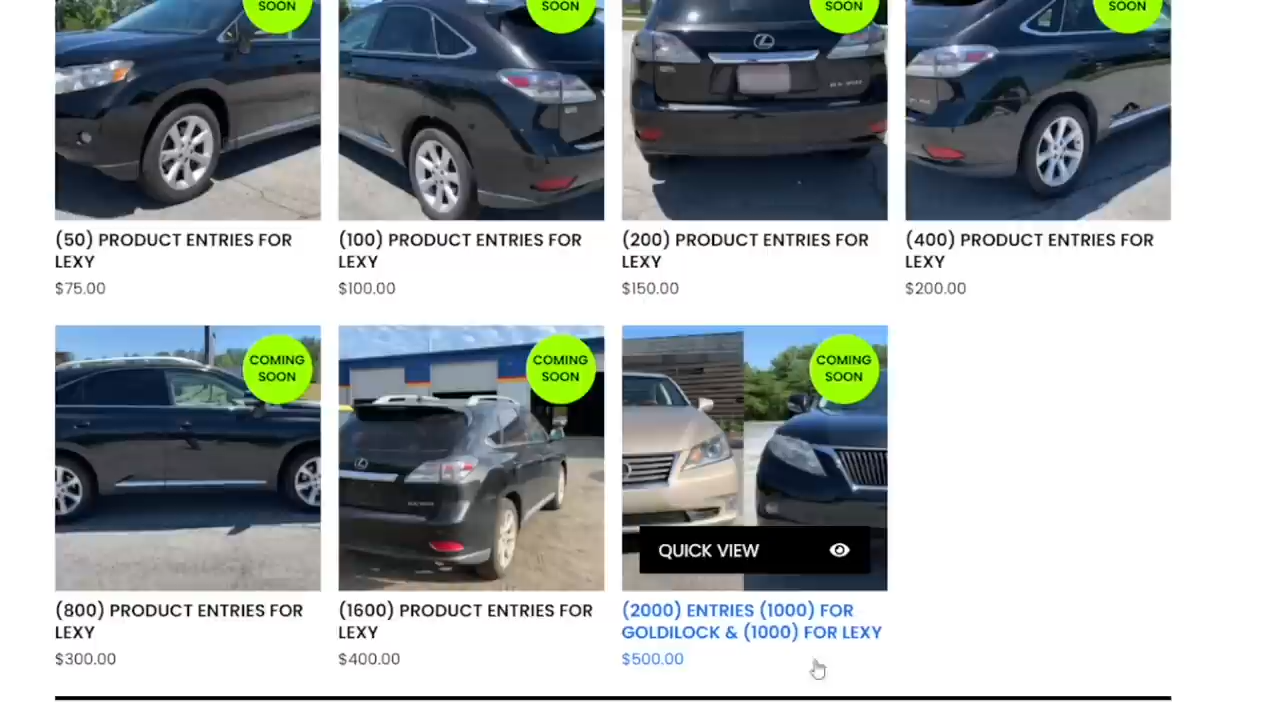 SOON
SOON
SOON
SOON
(50) PRODUCT ENTRIES FOR
LEXY
$75.00
(100) PRODUCT ENTRIES FOR
LEXY
$100.00
(200) PRODUCT ENTRIES FOR
LEXY
$150.00
(400) PRODUCT ENTRIES FOR
LEXY
$200.00
COMING
SOON
COMING
SOON
COMING
SOON
QUICK VIEW
(800) PRODUCT ENTRIES FOR
LEXY
$300.00
(1600) PRODUCT ENTRIES FOR
LEXY
$400.00
(2000) ENTRIES (1000) FOR
GOLDILOCK & (1000) FOR LEXY
$500.00